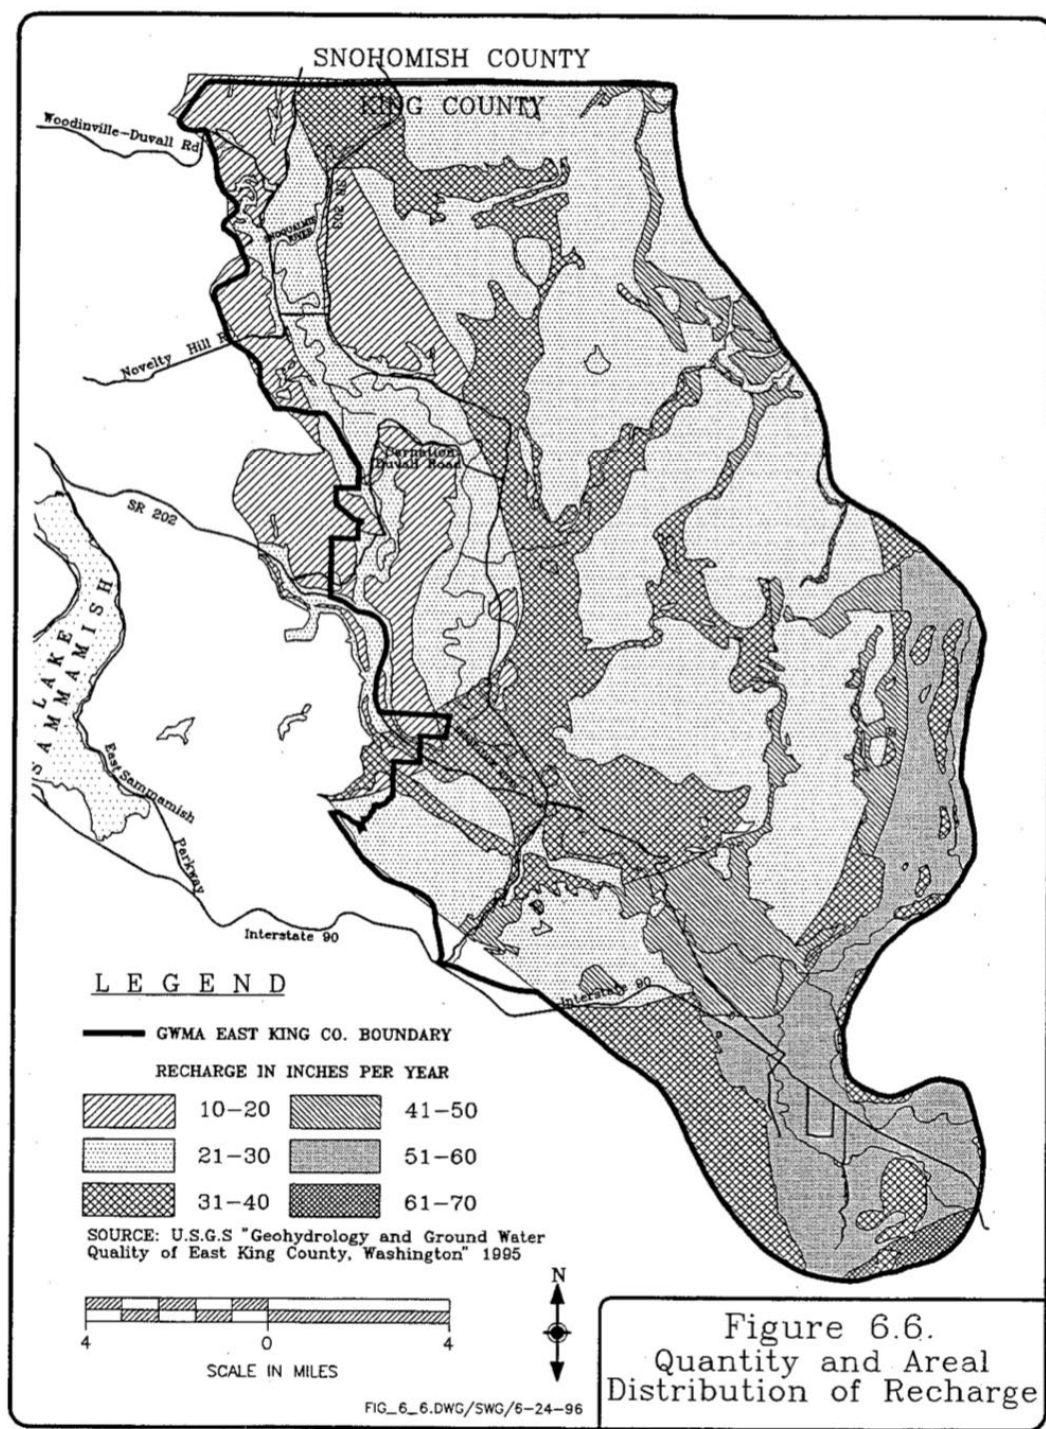 SNOHOMISH COUNTY
KING COUNTY
Woodinville-Duvall Rd
SR 203
SNOQUALMIE
RIVER
Novelty Hill R
Carnation
Duvall Road
SR 202
LAKE
SAMMAMISH
East Sammamish
Parkway
Interstate 90
Interstate 90
LEGEND
GWMA EAST KING CO. BOUNDARY
RECHARGE IN INCHES PER YEAR
10-20
41-50
21-30
51-60
31-40
61-70
SOURCE: U.S.G.S "Geohydrology and Ground Water
Quality of East King County, Washington" 1995
N
4
0
4
SCALE IN MILES
FIG_6_6.DWG/SWG/6-24-96
Figure 6.6.
Quantity and Areal
Distribution of Recharge